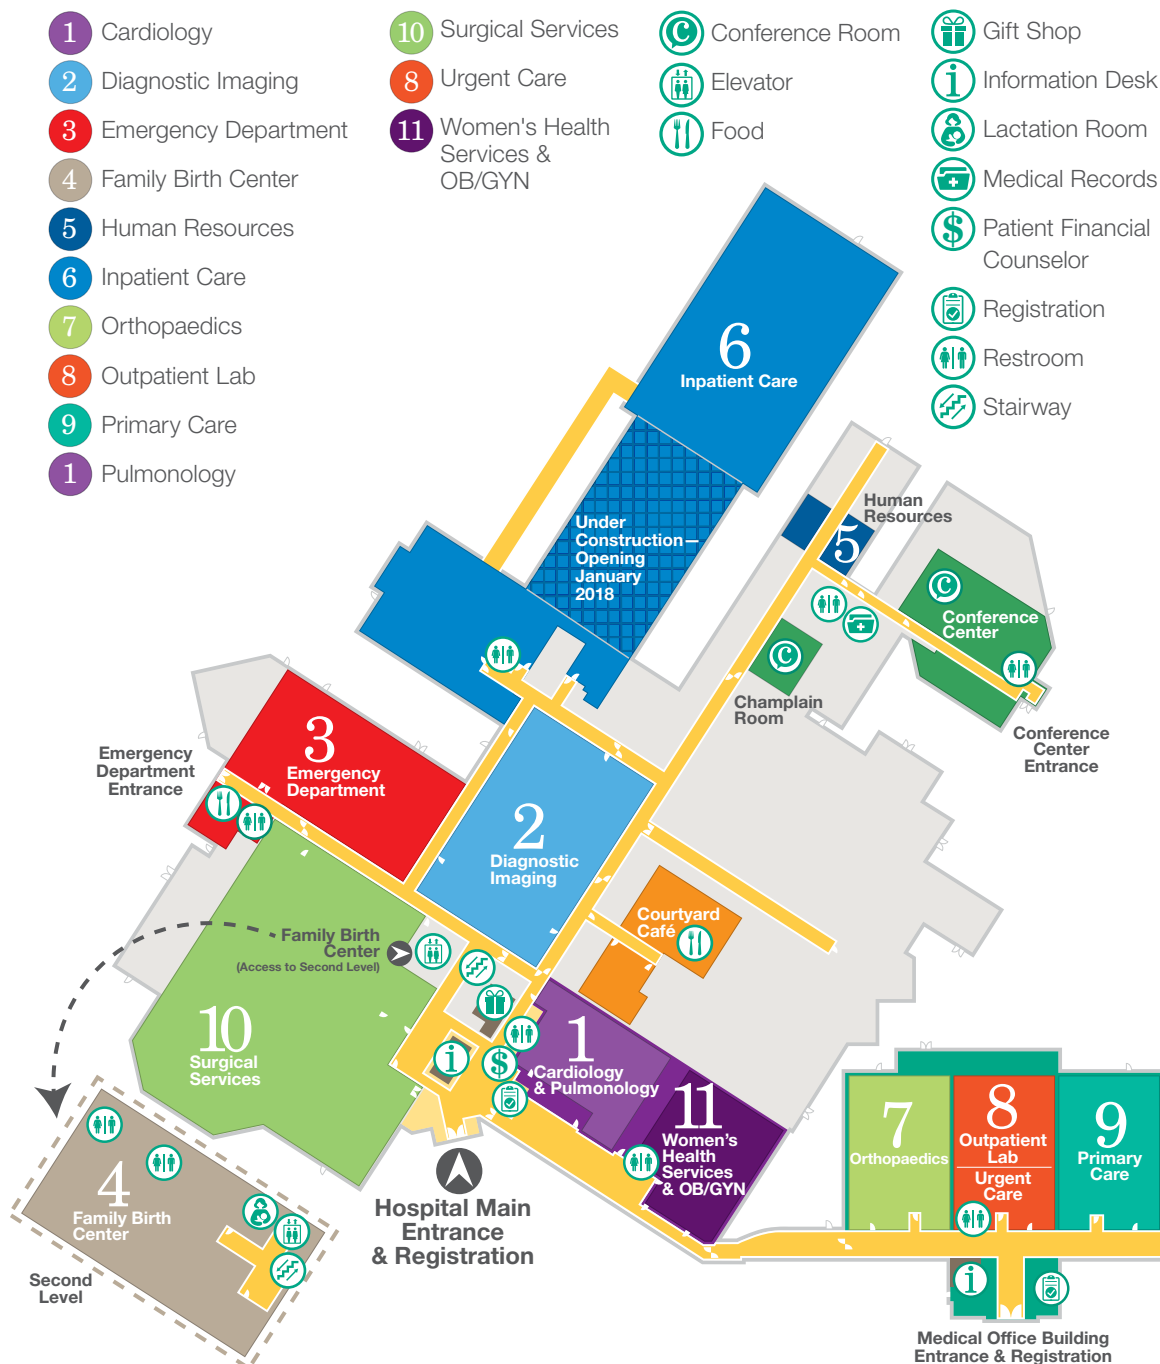 1 Cardiology
2 Diagnostic Imaging
3 Emergency Department
4 Family Birth Center
5 Human Resources
6 Inpatient Care
7 Orthopaedics
8 Outpatient Lab
9 Primary Care
1 Pulmonology
10 Surgical Services
8 Urgent Care
11 Women's Health
Services &
OB/GYN
C Conference Room
Elevator
Food
Gift Shop
i Information Desk
Lactation Room
Medical Records
$ Patient Financial
Counselor
Registration
Restroom
Stairway
6
Inpatient Care
Under
Construction—
Opening
January
2018
Human
Resources
5
C
Conference
Center
C
Champlain
Room
Conference
Center
Entrance
3
Emergency
Department
Emergency
Department
Entrance
2
Diagnostic
Imaging
Courtyard
Café
Family Birth
Center
(Access to Second Level)
10
Surgical
Services
i
$
1
Cardiology
& Pulmonology
11
Women's
Health
Services
& OB/GYN
7
Orthopaedics
8
Outpatient
Lab
Urgent
Care
9
Primary
Care
4
Family Birth
Center
Second
Level
Hospital Main
Entrance
& Registration
i
Medical Office Building
Entrance & Registration